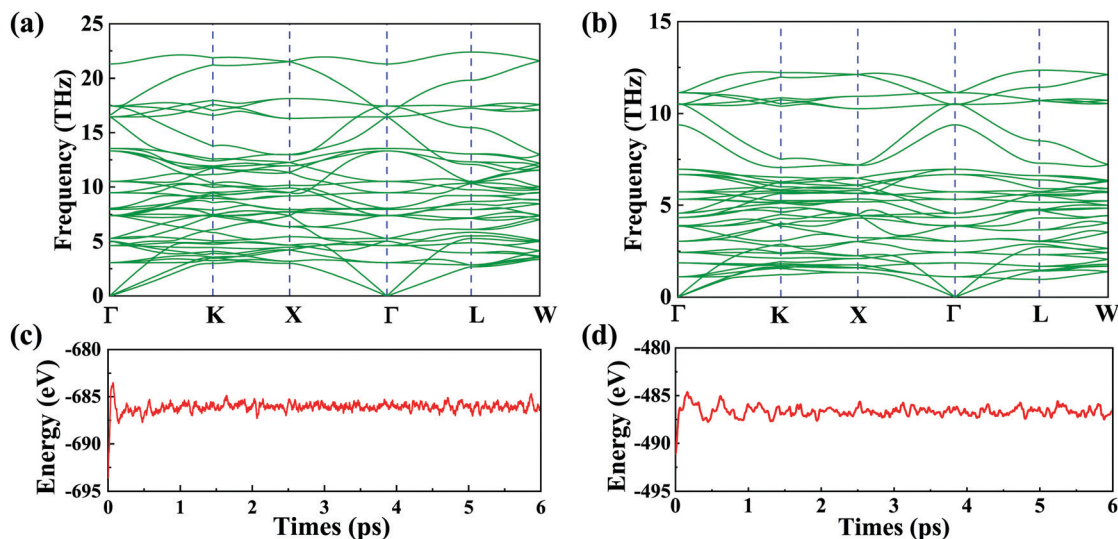 (a)
Frequency (THz)
25
20
15
10
5
0
Γ K X Γ L W
(b)
Frequency (THz)
15
10
5
0
Γ K X Γ L W
(c)
Energy (eV)
-680
-685
-690
-695
0 1 2 3 4 5 6
Times (ps)
(d)
Energy (eV)
-480
-485
-490
-495
0 1 2 3 4 5 6
Times (ps)